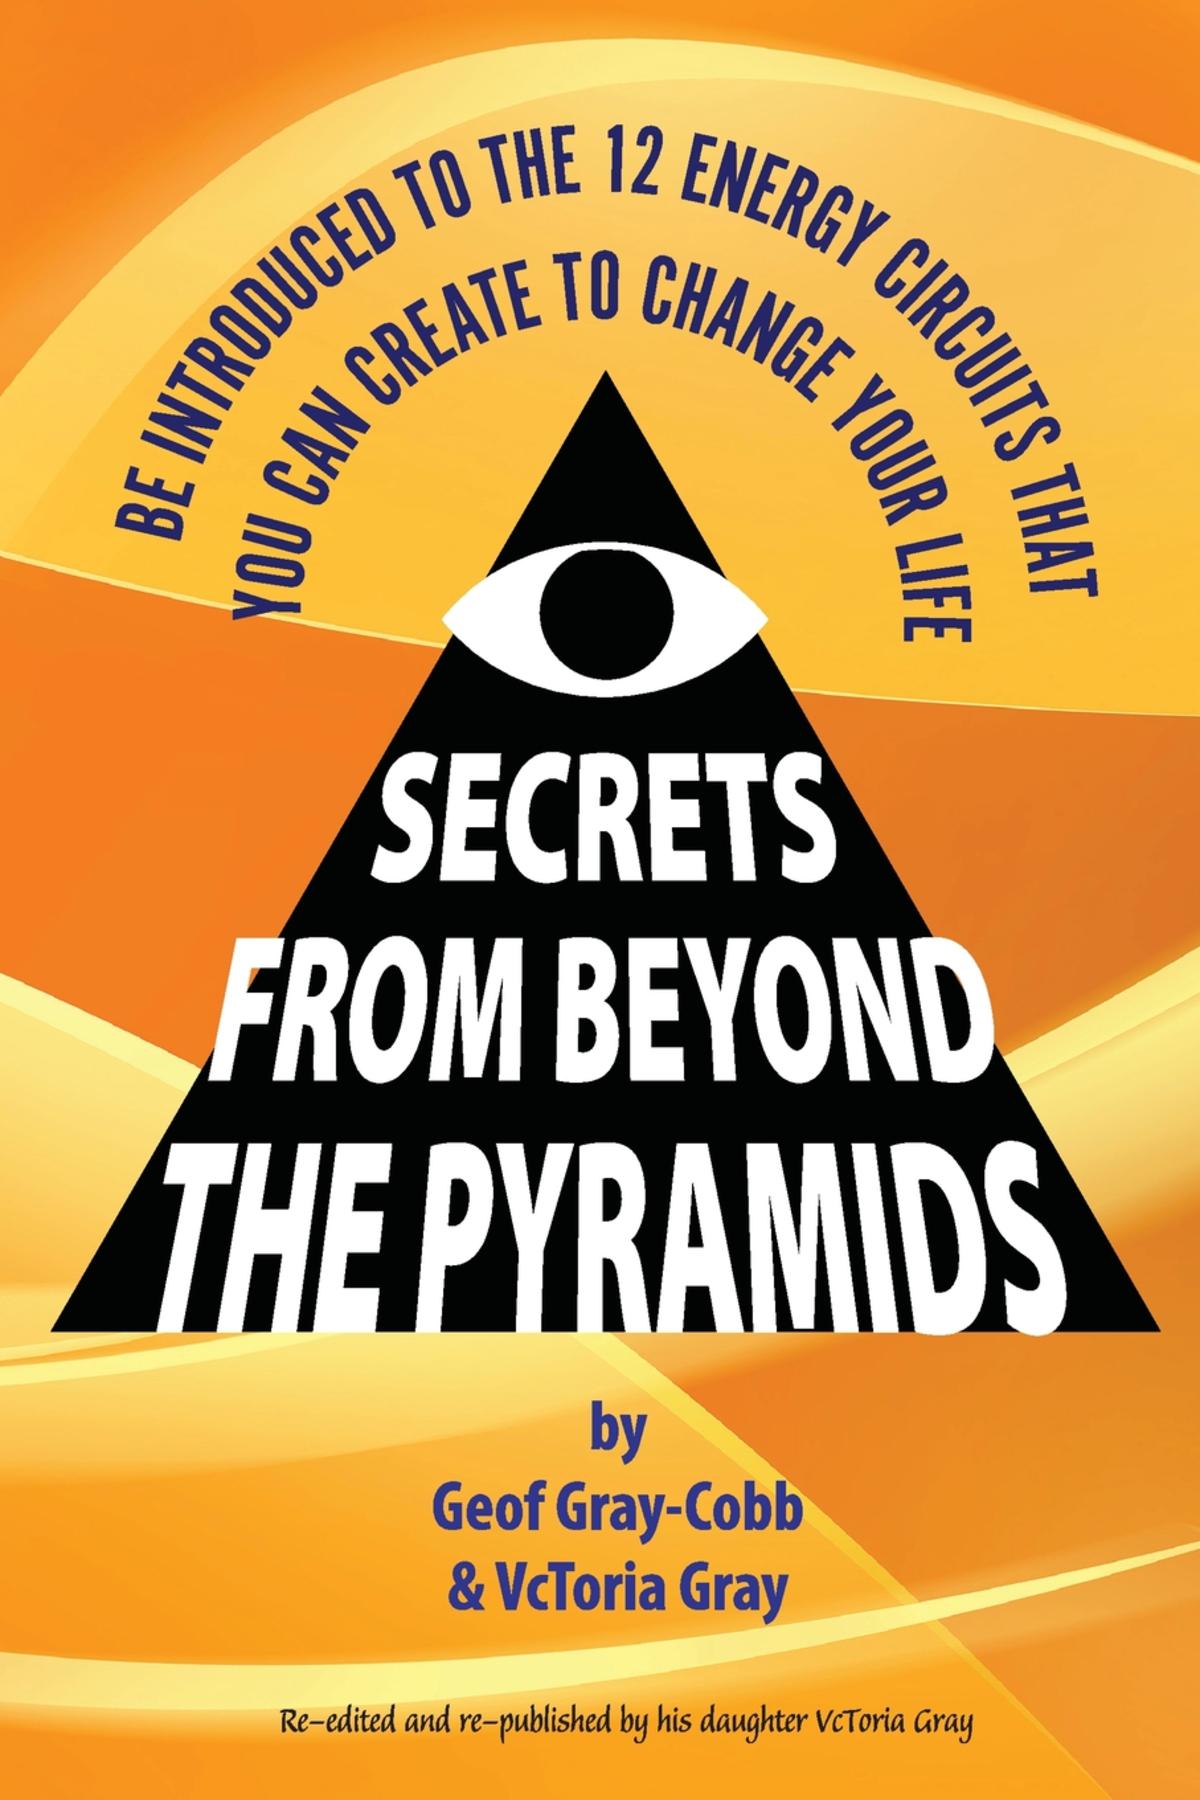 BE INTRODUCED TO THE 12 ENERGY CIRCUITS THAT
YOU CAN CREATE TO CHANGE YOUR LIFE
SECRETS
FROM BEYOND
THE PYRAMIDS
by
Geof Gray-Cobb
& VcToria Gray
Re-edited and re-published by his daughter VcToria Gray